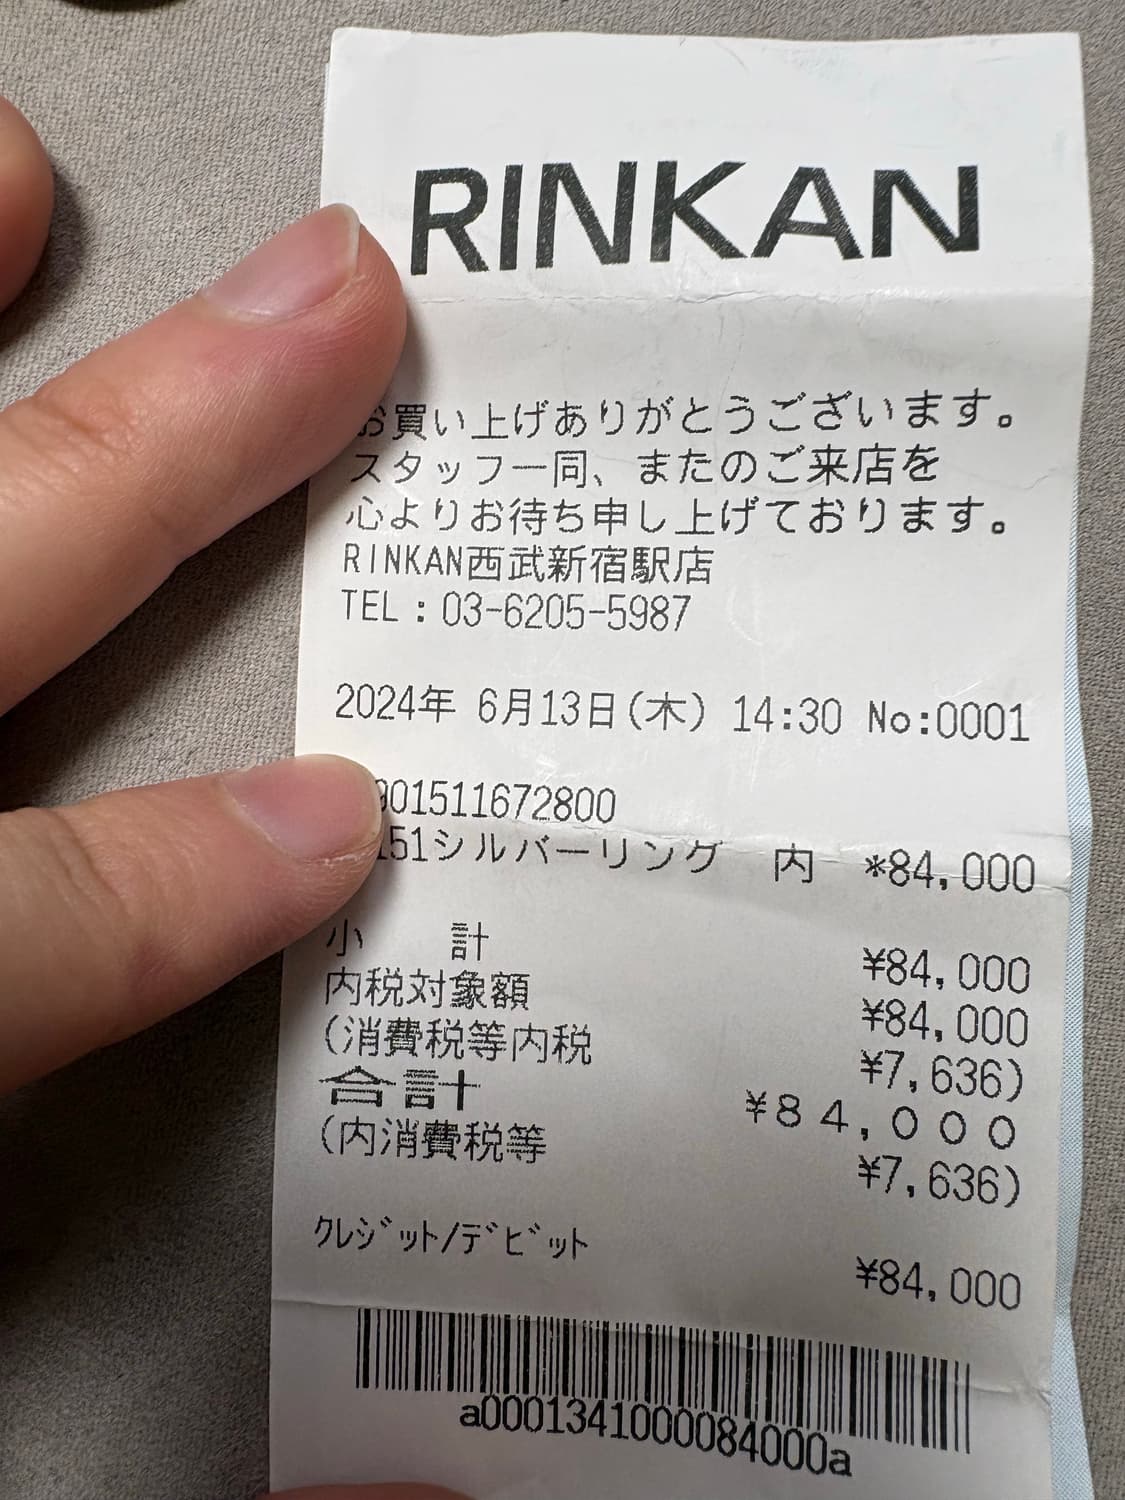 RINKAN
お買い上げありがとうございます。
スタッフ一同、またのご来店を
心よりお待ち申し上げております。
RINKAN西武新宿駅店
TEL：03-6205-5987
2024年 6月13日(木) 14:30 No:0001
901511672800
151シルバーリング 内 *84,000
小 計 ¥84,000
内税対象額 ¥84,000
(消費税等内税 ¥7,636)
合計 ¥84,000
(内消費税等 ¥7,636)
ｸﾚｼﾞｯﾄ/ﾃﾞﾋﾞｯﾄ ¥84,000
a0001341000084000a